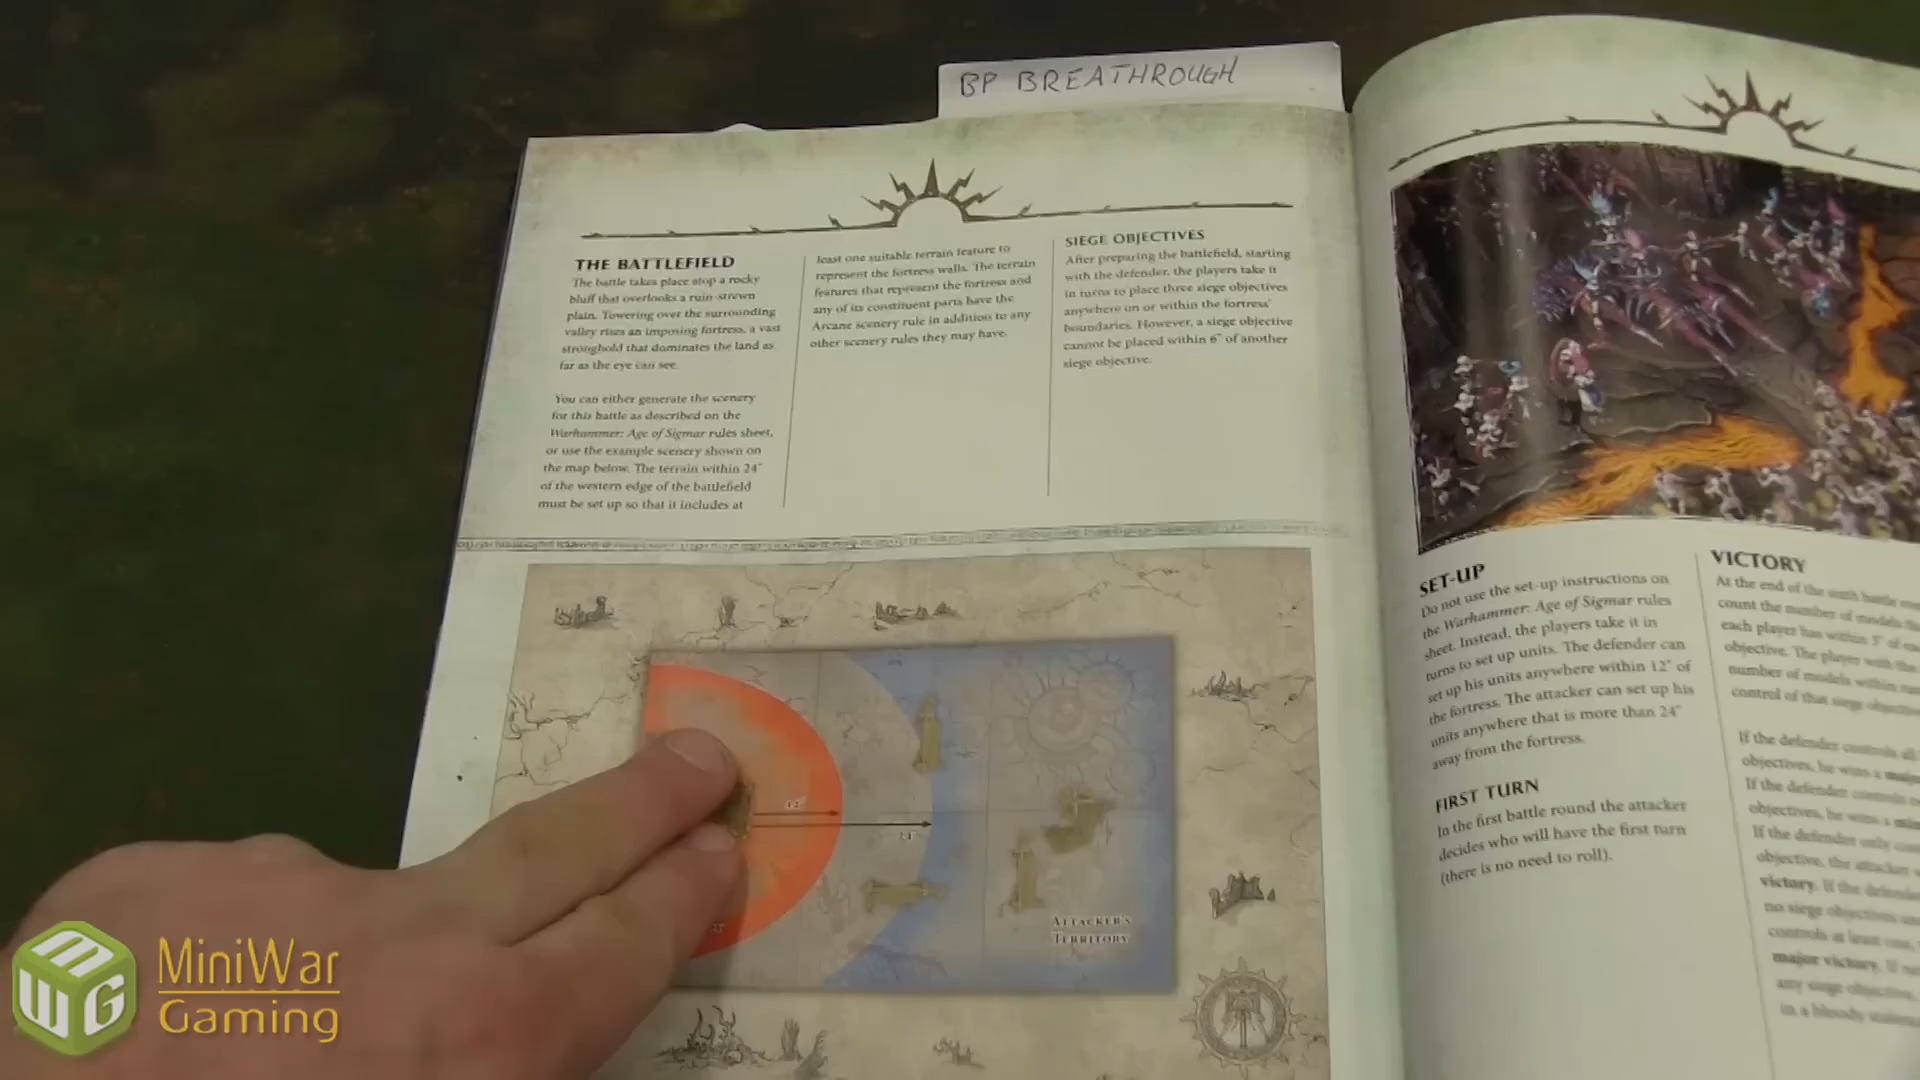 BP BREATHROUGH
THE BATTLEFIELD
The battle takes place atop a rocky
bluff that overlooks a ruin-strewn
plain. Towering over the surrounding
valley rises an imposing fortress, a vast
stronghold that dominates the land as
far as the eye can see.
You can either generate the scenery
for this battle as described on the
Warhammer: Age of Sigmar rules sheet,
or use the example scenery shown on
the map below. The terrain within 24"
of the western edge of the battlefield
must be set up so that it includes at
least one suitable terrain feature to
represent the fortress walls. The terrain
features that represent the fortress and
any of its constituent parts have the
Arcane scenery rule in addition to any
other scenery rules they may have.
SIEGE OBJECTIVES
After preparing the battlefield, starting
with the defender, the players take it
in turns to place three siege objectives
anywhere on or within the fortress'
boundaries. However, a siege objective
cannot be placed within 6" of another
siege objective.
12"
24"
ATTACKER'S
TERRITORY
SET-UP
Do not use the set-up instructions on
the Warhammer: Age of Sigmar rules
sheet. Instead, the players take it in
turns to set up units. The defender can
set up his units anywhere within 12" of
the fortress. The attacker can set up his
units anywhere that is more than 24"
away from the fortress.
FIRST TURN
In the first battle round the attacker
decides who will have the first turn
(there is no need to roll).
VICTORY
At the end of the sixth battle
count the number of models
each player has within 3" of
objective. The player with the
number of models within
control of that siege
If the defender controls all
objectives, he wins a
If the defender controls
objectives, he wins a
If the defender only
objective, the attacker
victory. If the
no siege objectives
controls at least one,
major victory. If
any siege objective,
in a bloody
MiniWar
Gaming
MWG